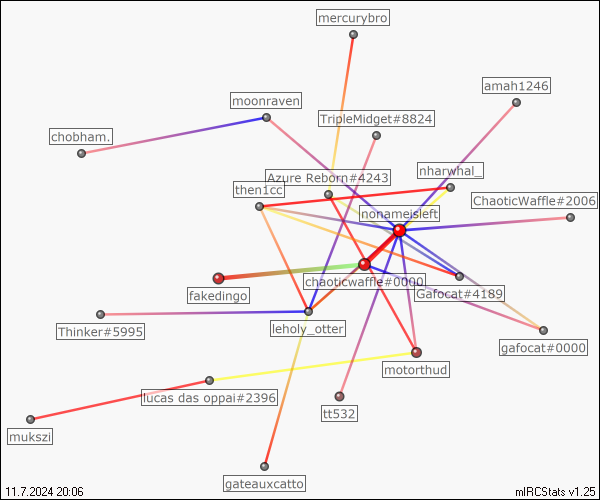 mercurybro
amah1246
moonraven
TripleMidget#8824
chobham.
nharwhal_
Azure Reborn#4243
then1cc
ChaoticWaffle#2006
nonameisleft
chaoticwaffle#0000
Gafocat#4189
fakedingo
Thinker#5995
leholy_otter
gafocat#0000
motorthud
lucas das oppai#2396
tt532
mukszi
gateauxcatto
11.7.2024 20:06
mIRCStats v1.25